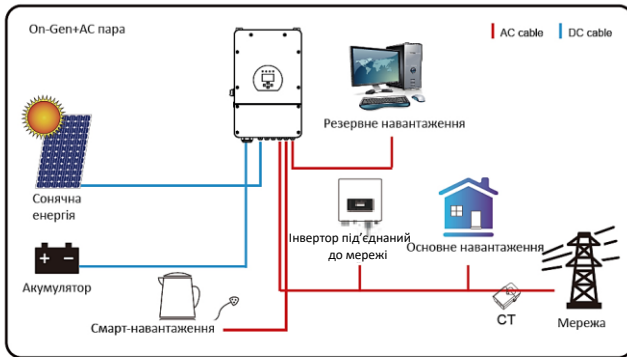 On-Gen+AC пара
AC cable
DC cable
Резервне навантаження
Сонячна
енергія
Інвертор під’єднаний
до мережі
Основне навантаження
Акумулятор
Смарт-навантаження
CT
Мережа